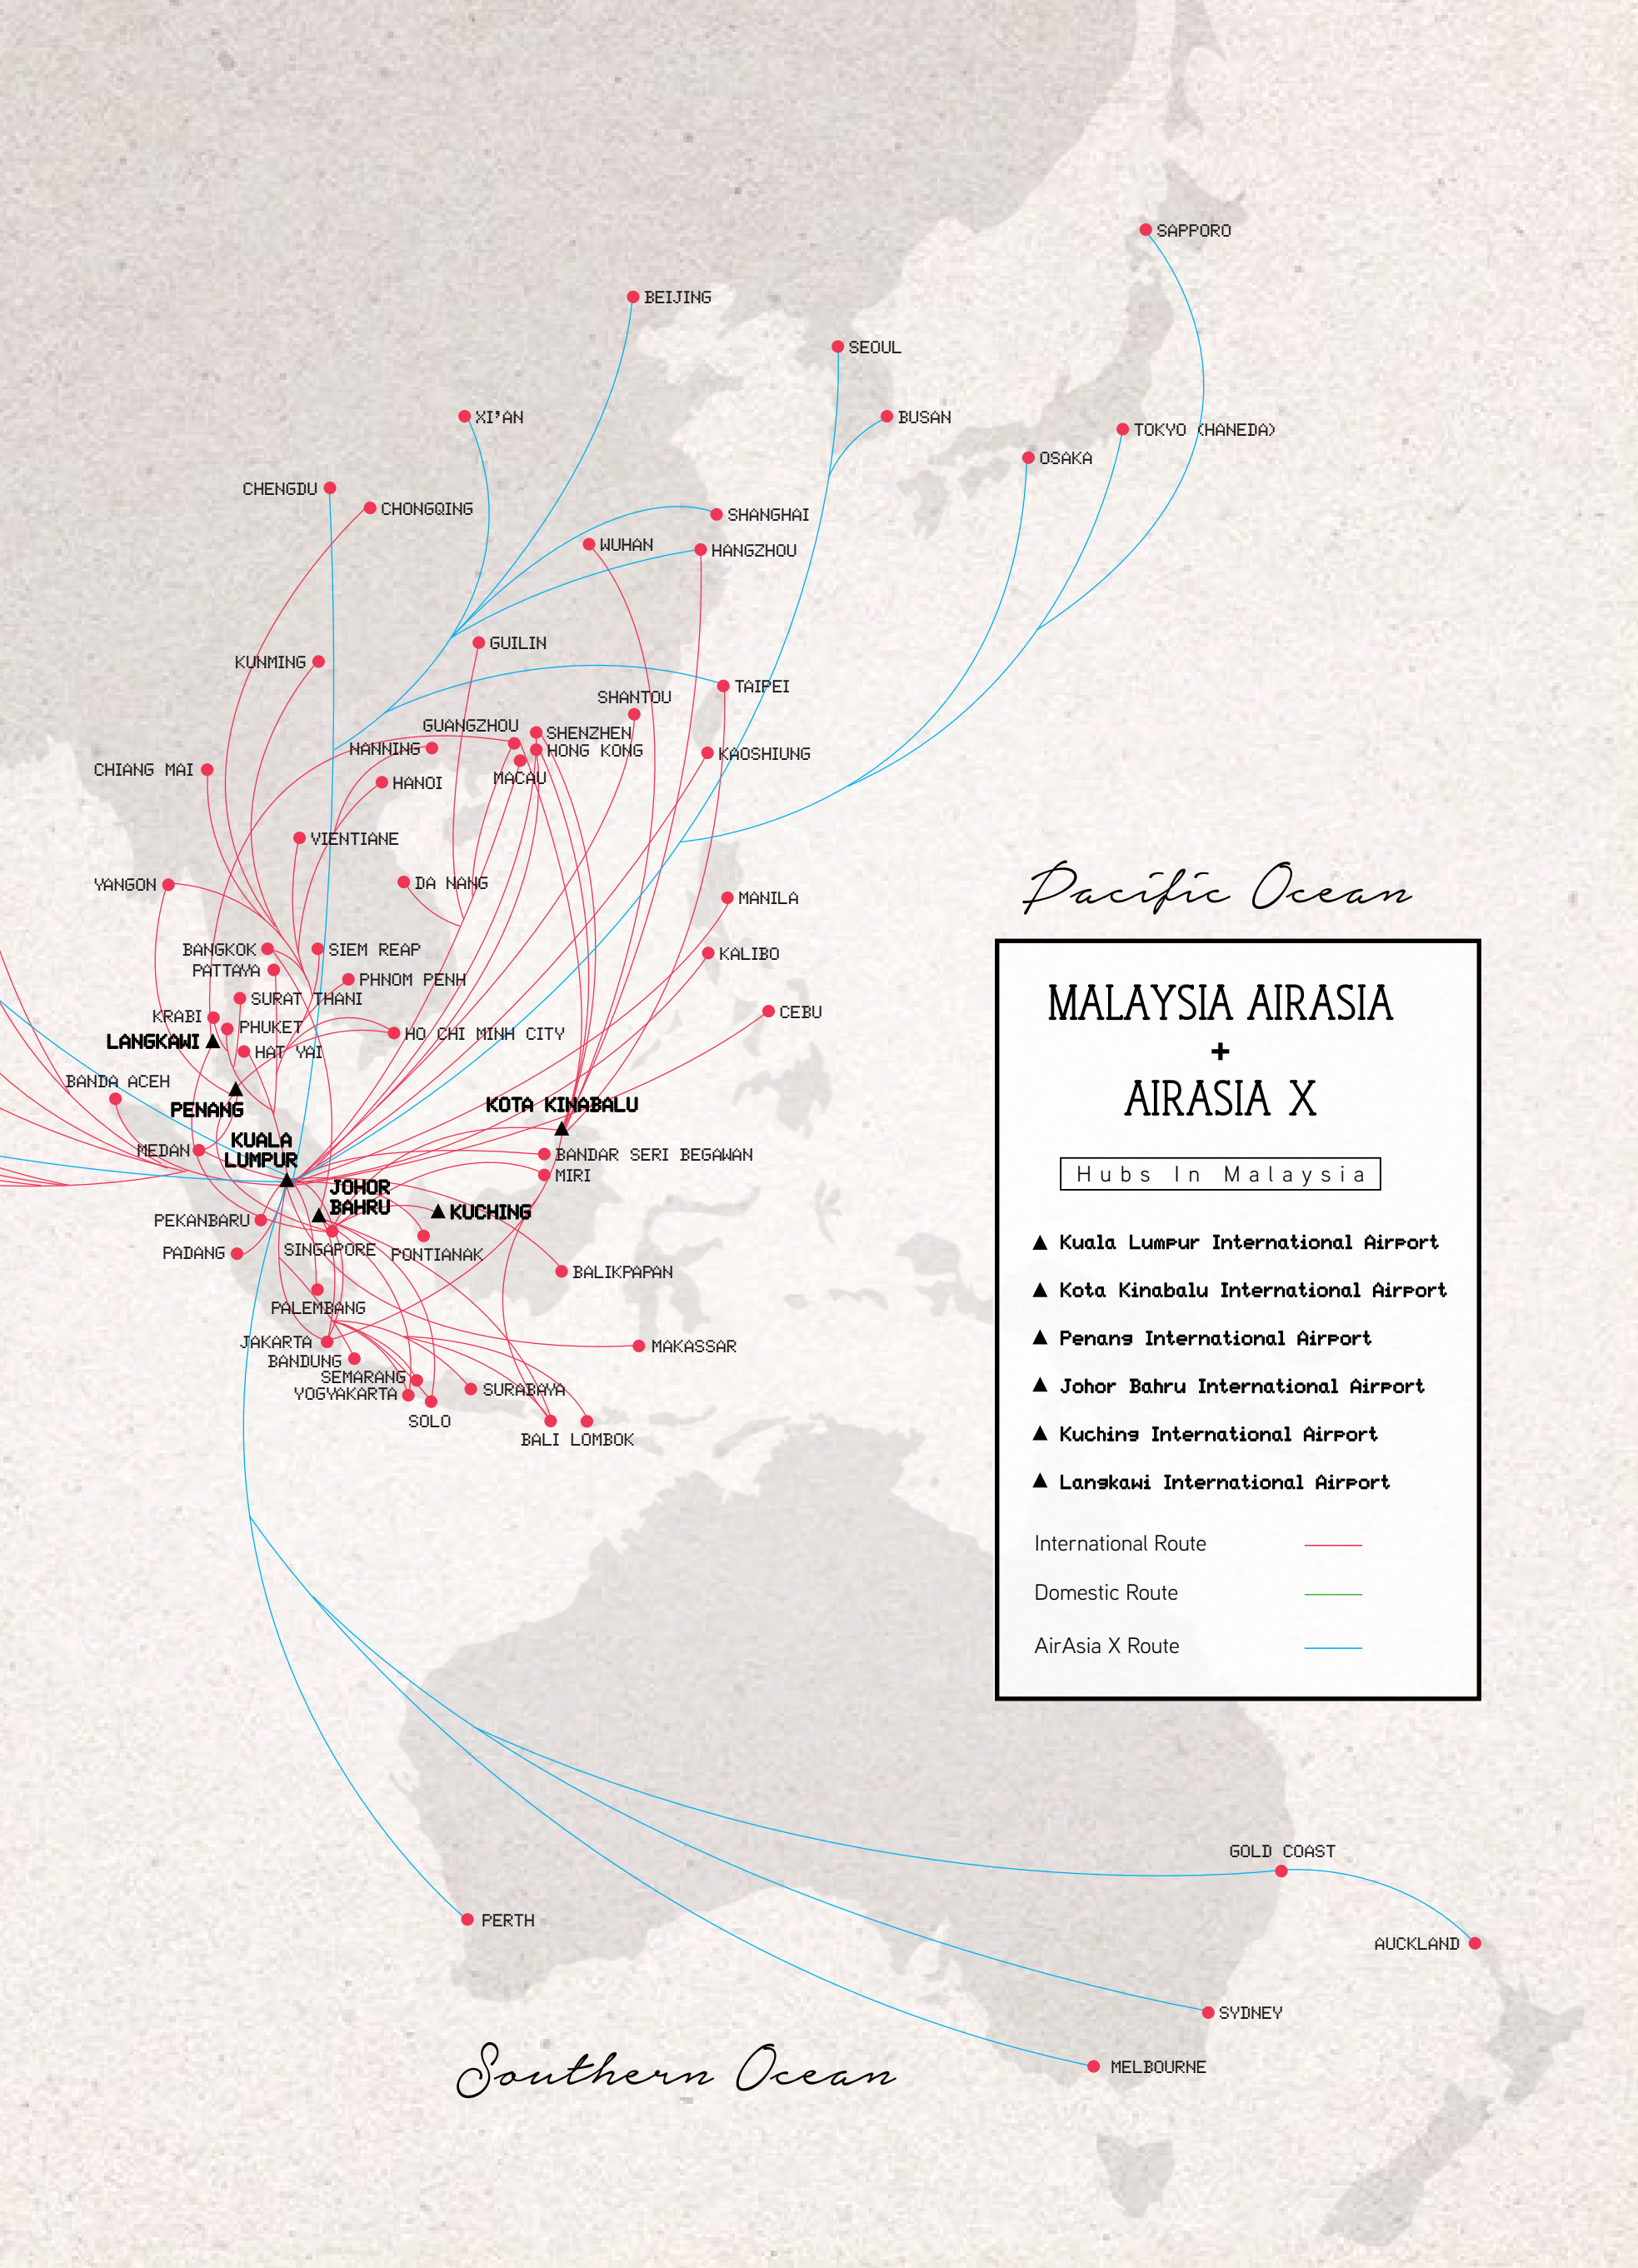 SAPPORO
BEIJING
SEOUL
XI'AN
BUSAN
TOKYO (HANEDA)
OSAKA
CHENGDU
CHONGQING
SHANGHAI
WUHAN
HANGZHOU
GUILIN
KUNMING
TAIPEI
SHANTOU
GUANGZHOU
SHENZHEN
NANNING
HONG KONG
KAOSHIUNG
CHIANG MAI
MACAU
HANOI
VIENTIANE
YANGON
DA NANG
MANILA
BANGKOK
SIEM REAP
KALIBO
PATTAYA
PHNOM PENH
SURAT THANI
CEBU
KRABI
PHUKET
HO CHI MINH CITY
LANGKAWI
HAT YAI
BANDA ACEH
PENANG
KOTA KINABALU
KUALA
LUMPUR
MEDAN
BANDAR SERI BEGAWAN
MIRI
JOHOR
BAHRU
KUCHING
PEKANBARU
PADANG
SINGAPORE
PONTIANAK
BALIKPAPAN
PALEMBANG
JAKARTA
MAKASSAR
BANDUNG
SEMARANG
YOGYAKARTA
SURABAYA
SOLO
BALI LOMBOK
Pacific Ocean
MALAYSIA AIRASIA
+
AIRASIA X
Hubs In Malaysia
Kuala Lumpur International Airport
Kota Kinabalu International Airport
Penang International Airport
Johor Bahru International Airport
Kuching International Airport
Langkawi International Airport
International Route
Domestic Route
AirAsia X Route
GOLD COAST
PERTH
AUCKLAND
SYDNEY
MELBOURNE
Southern Ocean